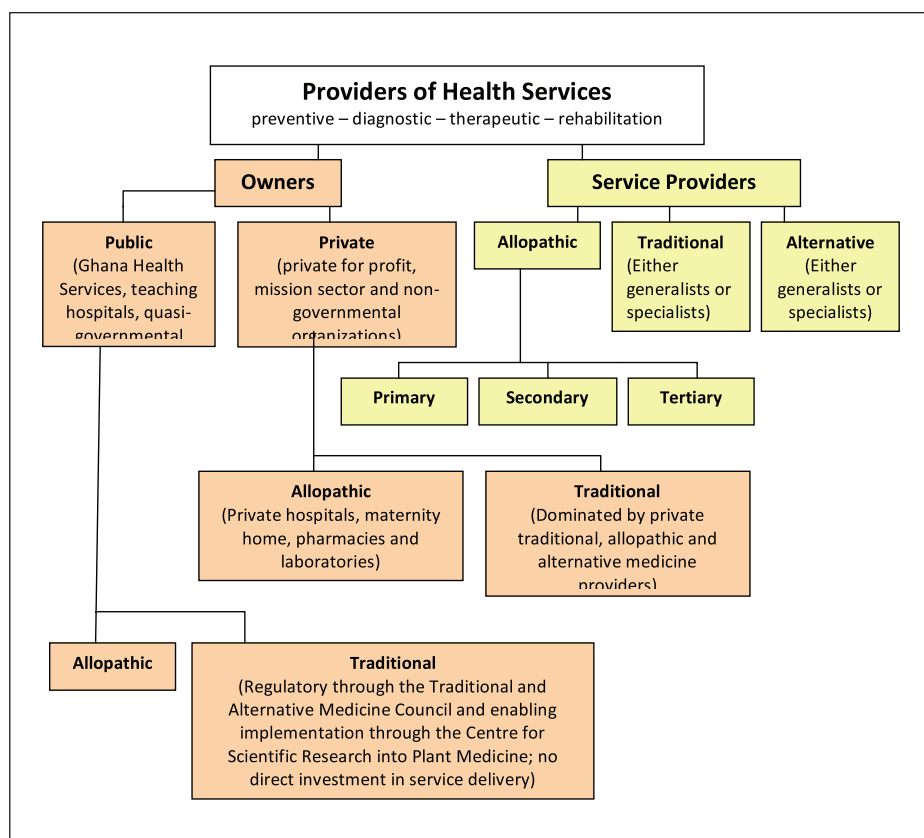 Providers of Health Services
preventive – diagnostic – therapeutic – rehabilitation
Owners
Service Providers
Public
(Ghana Health
Services, teaching
hospitals, quasi-
governmental
Private
(private for profit,
mission sector and non-
governmental
organizations)
Allopathic
Traditional
(Either
generalists or
specialists)
Alternative
(Either
generalists or
specialists)
Primary
Secondary
Tertiary
Allopathic
(Private hospitals, maternity
home, pharmacies and
laboratories)
Traditional
(Dominated by private
traditional, allopathic and
alternative medicine
providers)
Allopathic
Traditional
(Regulatory through the Traditional and
Alternative Medicine Council and enabling
implementation through the Centre for
Scientific Research into Plant Medicine; no
direct investment in service delivery)